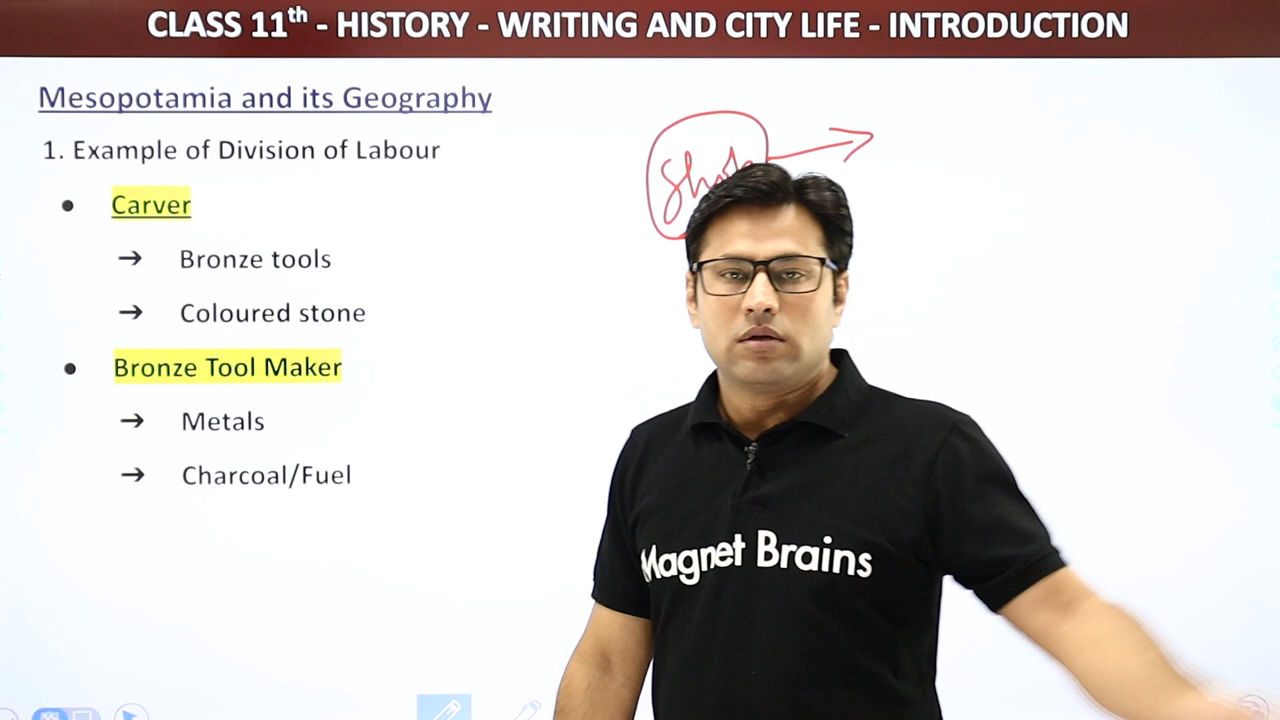 CLASS 11th - HISTORY - WRITING AND CITY LIFE - INTRODUCTION
Mesopotamia and its Geography
1. Example of Division of Labour
● Carver
→ Bronze tools
→ Coloured stone
● Bronze Tool Maker
→ Metals
→ Charcoal/Fuel
Magnet Brains